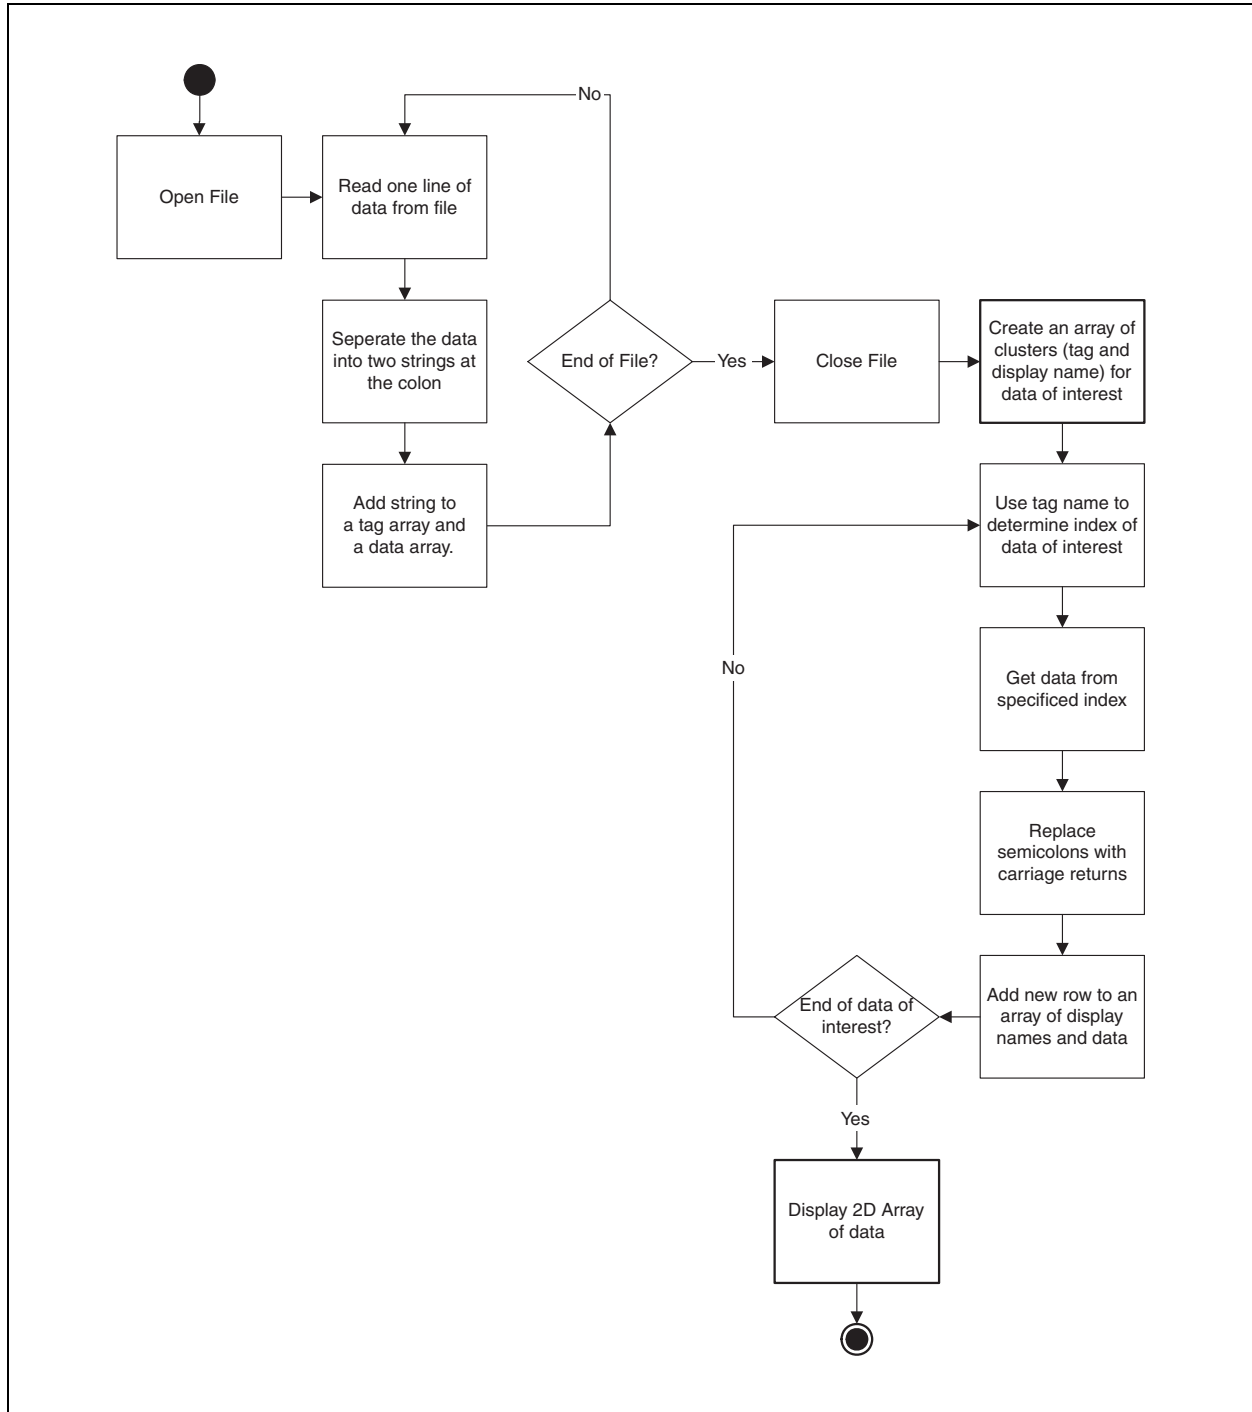 No
Open File
Read one line of
data from file
Seperate the data
into two strings at
the colon
Add string to
a tag array and
a data array.
End of File?
Yes
Close File
Create an array of
clusters (tag and
display name) for
data of interest
Use tag name to
determine index of
data of interest
No
Get data from
specificed index
Replace
semicolons with
carriage returns
Add new row to an
array of display
names and data
End of data of
interest?
Yes
Display 2D Array
of data